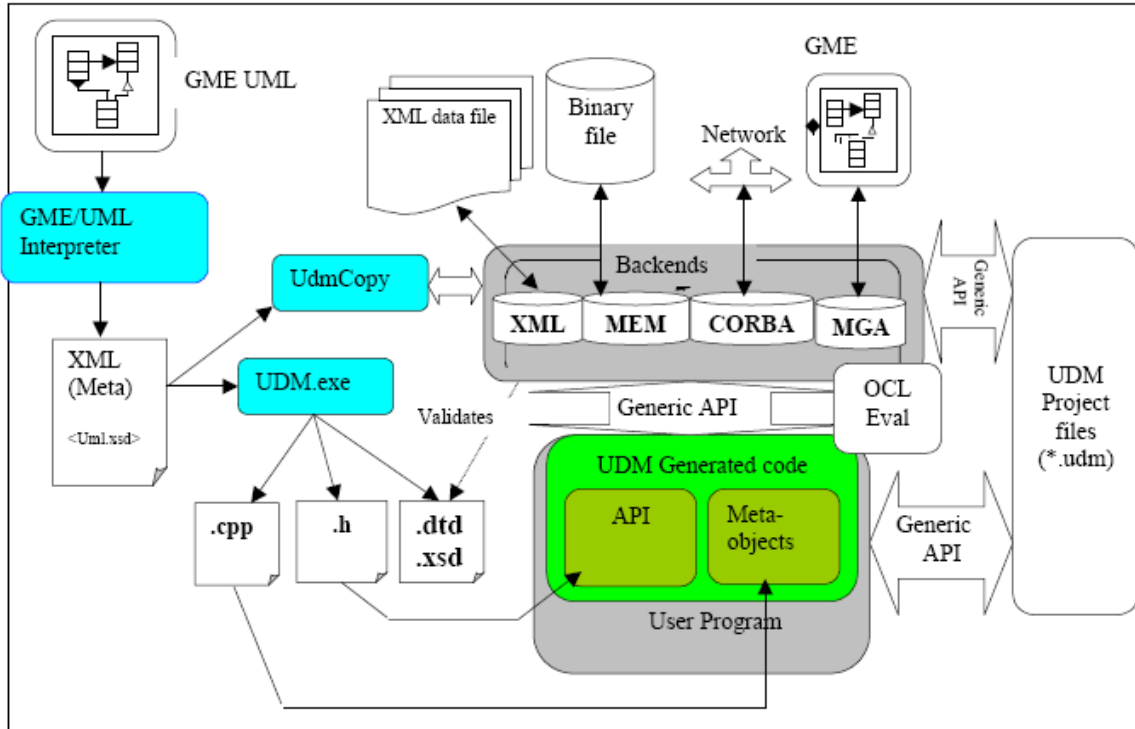 GME UML
GME
XML data file
Binary
file
Network
GME/UML
Interpreter
UdmCopy
Backends
XML
MEM
CORBA
MGA
Generic
API
XML
(Meta)
<Uml.xsd>
UDM.exe
Validates
Generic API
OCL
Eval
UDM
Project
files
(*.udm)
UDM Generated code
.cpp
.h
.dtd
.xsd
API
Meta-
objects
Generic
API
User Program